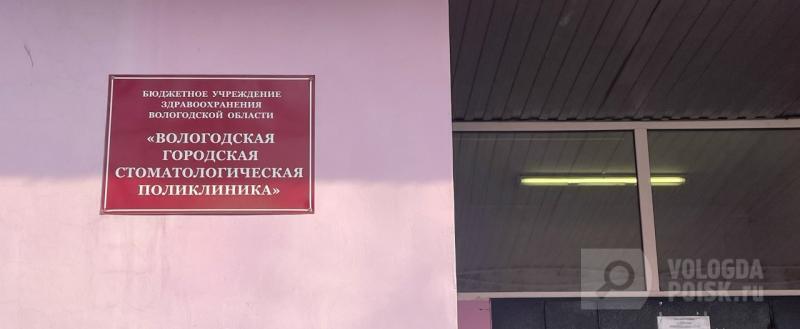 БЮДЖЕТНОЕ УЧРЕЖДЕНИЕ
ЗДРАВООХРАНЕНИЯ
ВОЛОГОДСКОЙ ОБЛАСТИ
«ВОЛОГОДСКАЯ
ГОРОДСКАЯ
СТОМАТОЛОГИЧЕСКАЯ
ПОЛИКЛИНИКА»
VOLOGDA
POISK.ru